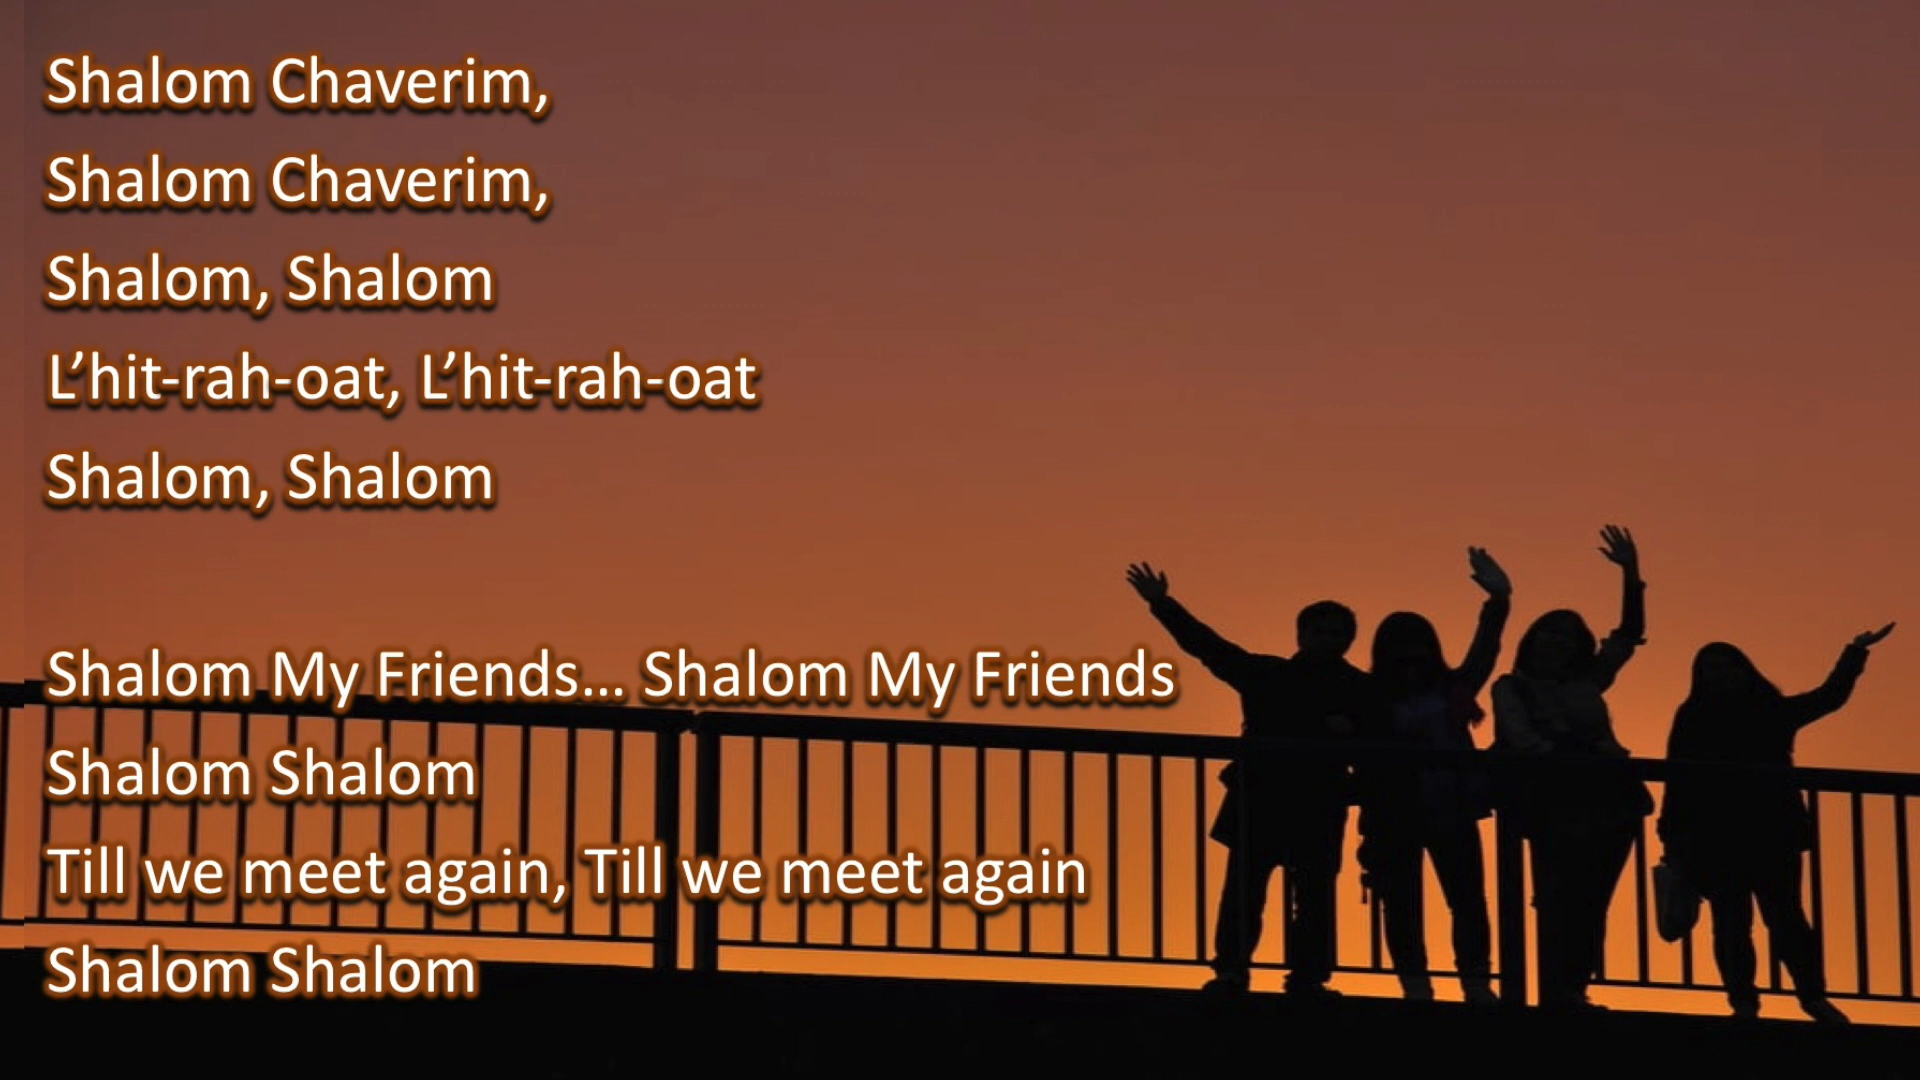 Shalom Chaverim,
Shalom Chaverim,
Shalom, Shalom
L’hit-rah-oat, L’hit-rah-oat
Shalom, Shalom
Shalom My Friends... Shalom My Friends
Shalom Shalom
Till we meet again, Till we meet again
Shalom Shalom